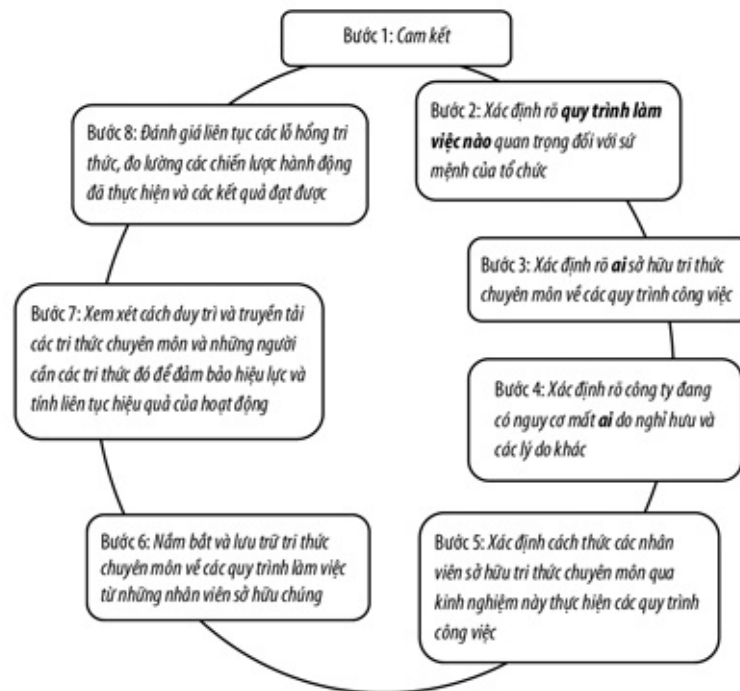 Bước 1: Cam kết
Bước 2: Xác định rõ quy trình làm
việc nào quan trọng đối với sứ
mệnh của tổ chức
Bước 3: Xác định rõ ai sở hữu tri thức
chuyên môn về các quy trình công việc
Bước 4: Xác định rõ công ty đang
có nguy cơ mất ai do nghỉ hưu và
các lý do khác
Bước 5: Xác định cách thức các nhân
viên sở hữu tri thức chuyên môn qua
kinh nghiệm này thực hiện các quy trình
công việc
Bước 6: Nắm bắt và lưu trữ tri thức
chuyên môn về các quy trình làm việc
từ những nhân viên sở hữu chúng
Bước 7: Xem xét cách duy trì và truyền tải
các tri thức chuyên môn và những người
cần các tri thức đó để đảm bảo hiệu lực và
tính liên tục hiệu quả của hoạt động
Bước 8: Đánh giá liên tục các lỗ hổng tri
thức, đo lường các chiến lược hành động
đã thực hiện và các kết quả đạt được